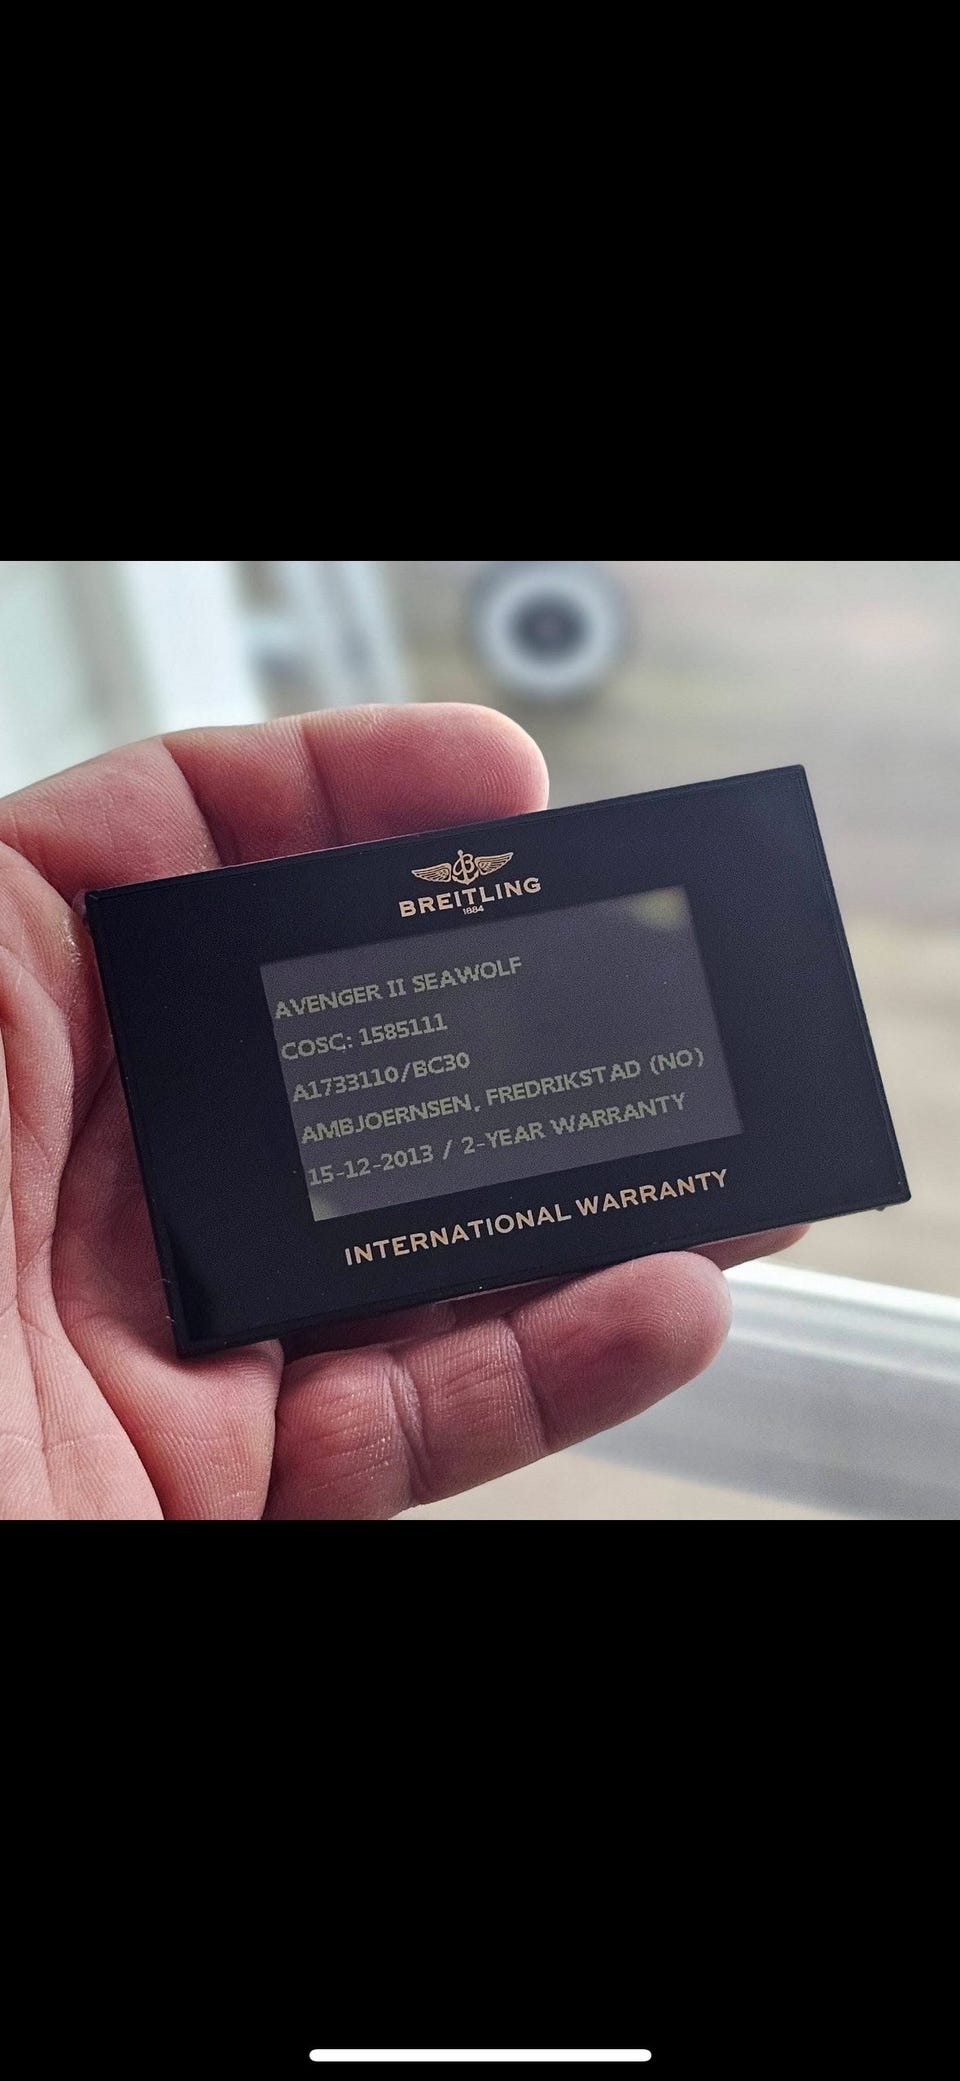 BREITLING
1884
AVENGER II SEAWOLF
COSC: 1585111
A1733110/BC30
AMBJOERNSEN, FREDRIKSTAD (NO)
15-12-2013 / 2-YEAR WARRANTY
INTERNATIONAL WARRANTY